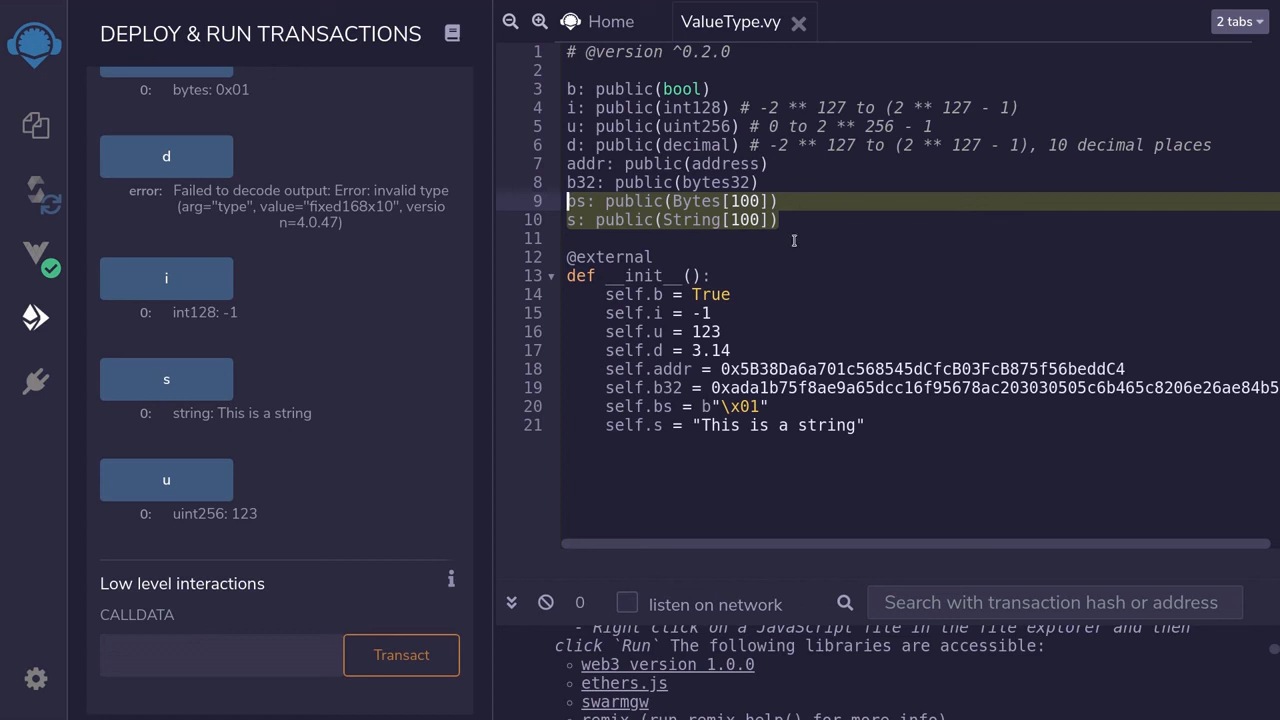 DEPLOY & RUN TRANSACTIONS
0: bytes: 0x01
d
error: Failed to decode output: Error: invalid type
(arg="type", value="fixed168x10", versio
n=4.0.47)
i
0: int128: -1
s
0: string: This is a string
u
0: uint256: 123
Low level interactions
i
CALLDATA
Transact
Home
ValueType.vy
2 tabs
1 # @version ^0.2.0
2
3 b: public(bool)
4 i: public(int128) # -2 ** 127 to (2 ** 127 - 1)
5 u: public(uint256) # 0 to 2 ** 256 - 1
6 d: public(decimal) # -2 ** 127 to (2 ** 127 - 1), 10 decimal places
7 addr: public(address)
8 b32: public(bytes32)
9 bs: public(Bytes[100])
10 s: public(String[100])
11
12 @external
13 def __init__():
14 self.b = True
15 self.i = -1
16 self.u = 123
17 self.d = 3.14
18 self.addr = 0x5B38Da6a701c568545dCfcB03FcB875f56beddC4
19 self.b32 = 0xada1b75f8ae9a65dcc16f95678ac203030505c6b465c8206e26ae84b5
20 self.bs = b"\x01"
21 self.s = "This is a string"
0
listen on network
Search with transaction hash or address
- Right click on a JavaScript file in the file explorer and then
click `Run` The following libraries are accessible:
web3 version 1.0.0
ethers.js
swarmgw
remix (run remix.help() for more info)